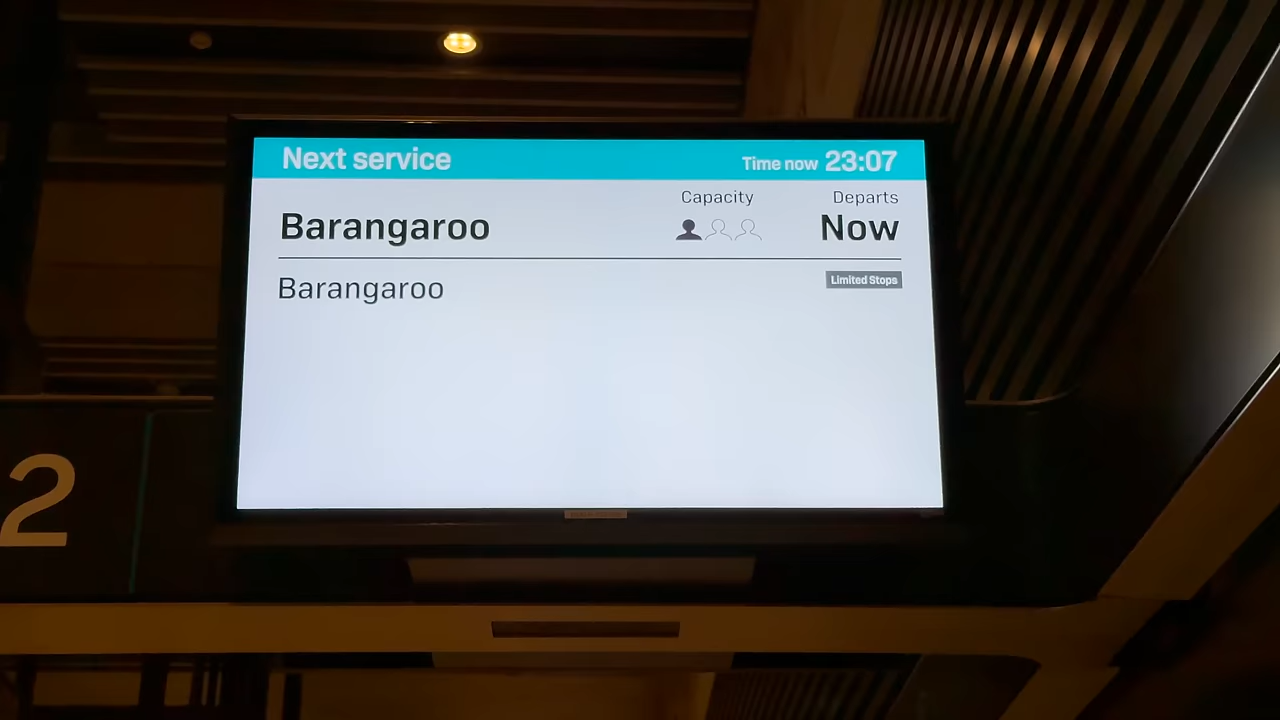 Next service
Time now 23:07
Capacity
Departs
Barangaroo
Now
Barangaroo
Limited Stops
2